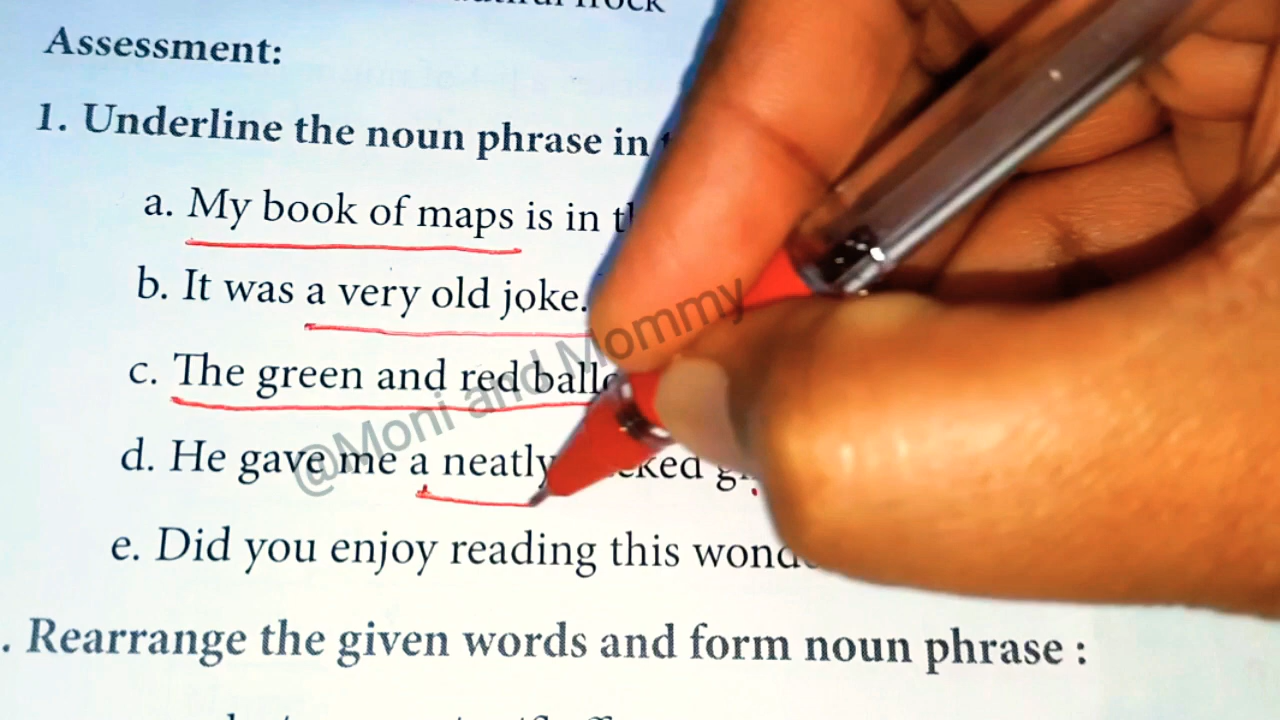 Assessment:
1. Underline the noun phrase in
a. My book of maps is in
b. It was a very old joke.
c. The green and red
d. He gave me a neatly
e. Did you enjoy reading this
. Rearrange the given words and form noun phrase :
@Moni and Mommy